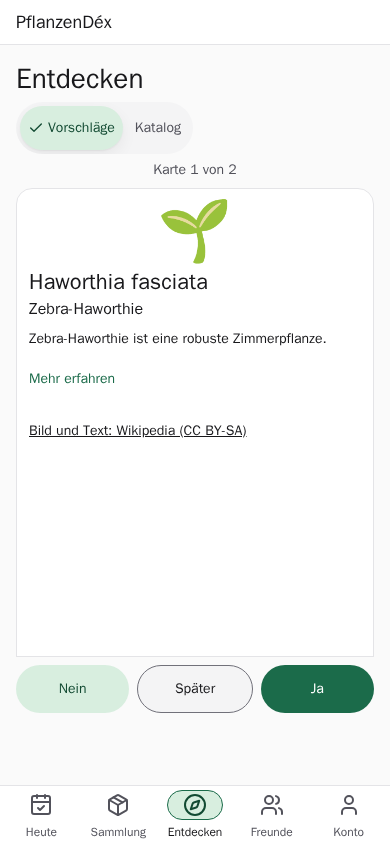 PflanzenDéx
Entdecken
Vorschläge
Katalog
Karte 1 von 2
Haworthia fasciata
Zebra-Haworthie
Zebra-Haworthie ist eine robuste Zimmerpflanze.
Mehr erfahren
Bild und Text: Wikipedia (CC BY-SA)
Nein
Später
Ja
Heute
Sammlung
Entdecken
Freunde
Konto